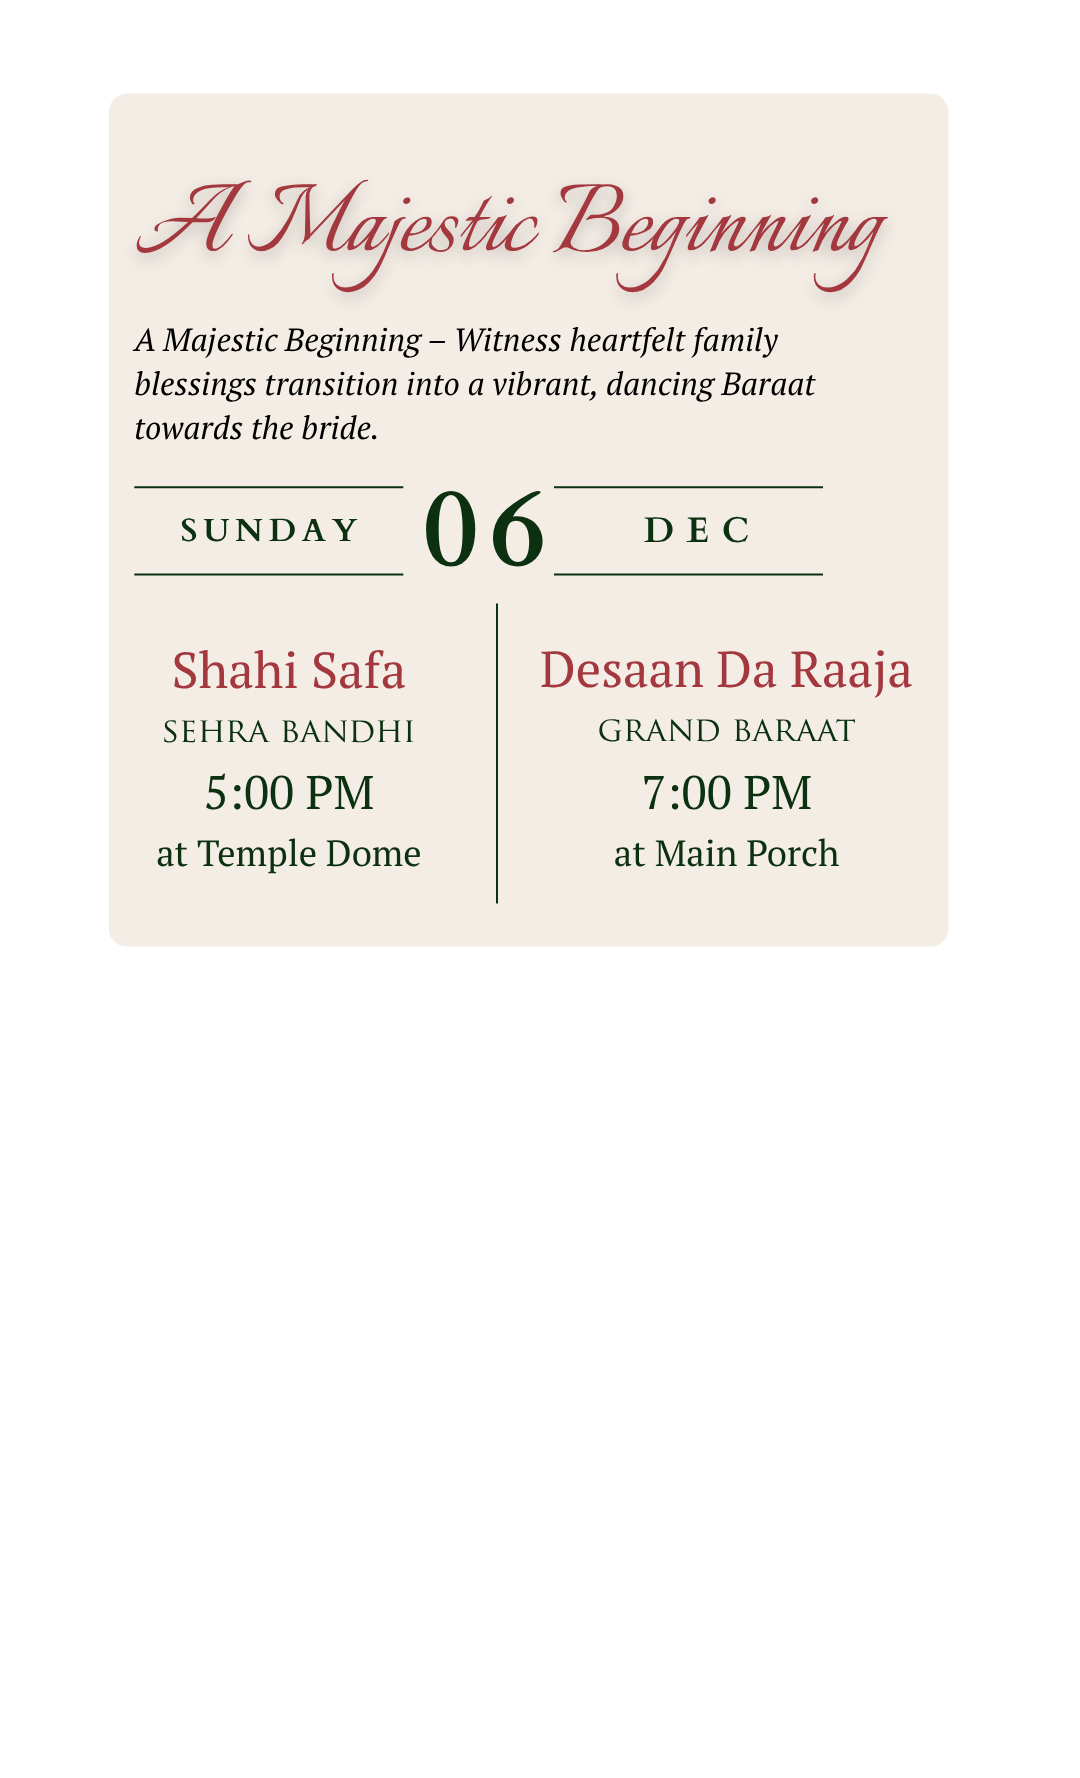 A Majestic Beginning
A Majestic Beginning – Witness heartfelt family
blessings transition into a vibrant, dancing Baraat
towards the bride.
SUNDAY 06 DEC
Shahi Safa
SEHRA BANDHI
5:00 PM
at Temple Dome
Desaan Da Raaja
GRAND BARAAT
7:00 PM
at Main Porch